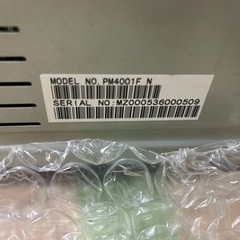 MODEL NO. PM4001F N
SERIAL NO: MZ000536000509